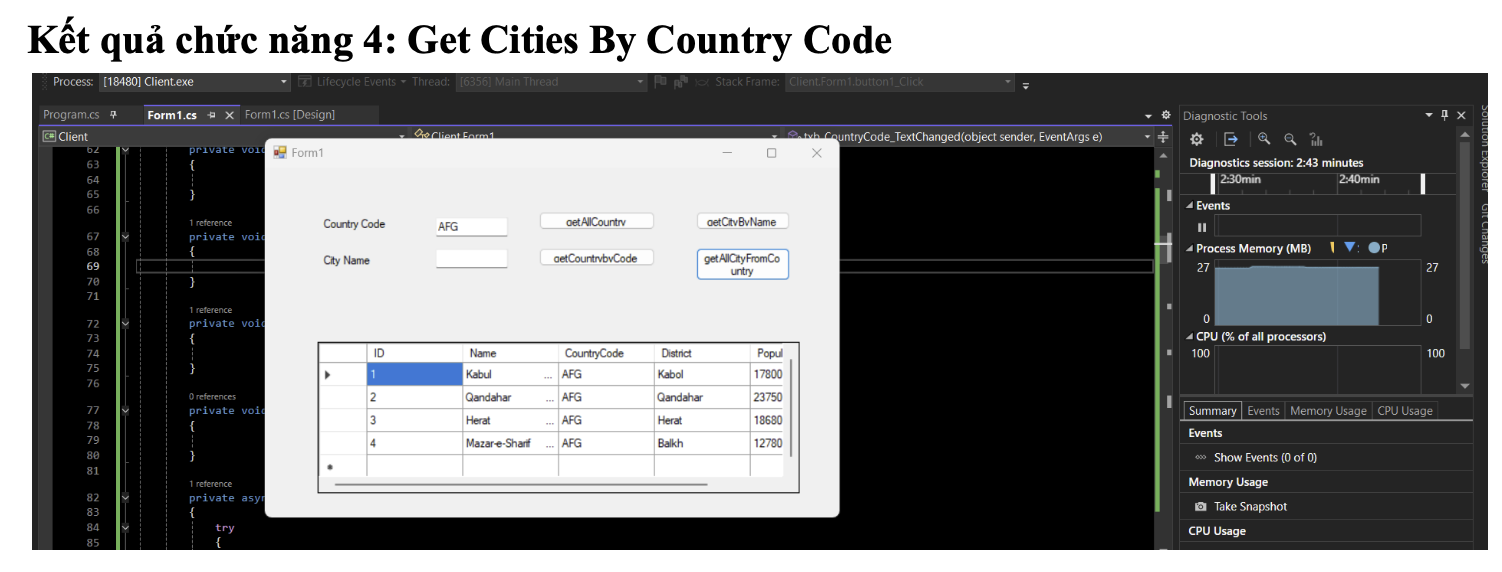 Kết quả chức năng 4: Get Cities By Country Code
Process: [18480] Client.exe Lifecycle Events Thread: [6356] Main Thread Stack Frame: Client.Form1.button1_Click
Program.cs Form1.cs Form1.cs [Design]
Client Client.Form1 txb_CountryCode_TextChanged(object sender, EventArgs e)
62 private void
63 {
64
65 }
66
1 reference
67 private void
68 {
69
70 }
71
1 reference
72 private void
73 {
74
75 }
76
0 references
77 private void
78 {
79
80 }
81
1 reference
82 private asyn
83 {
84 try
85 {
Form1
Country Code AFG getAllCountry getCityByName
City Name getCountrybyCode getAllCityFromCo
untry
ID Name CountryCode District Popul
1 Kabul ... AFG Kabol 17800
2 Qandahar ... AFG Qandahar 23750
3 Herat ... AFG Herat 18680
4 Mazar-e-Sharif ... AFG Balkh 12780
Diagnostic Tools
Diagnostics session: 2:43 minutes
2:30min 2:40min
Events
Process Memory (MB) P
27 27
0 0
CPU (% of all processors)
100 100
Summary Events Memory Usage CPU Usage
Events
Show Events (0 of 0)
Memory Usage
Take Snapshot
CPU Usage
Solution Explorer
Git Changes